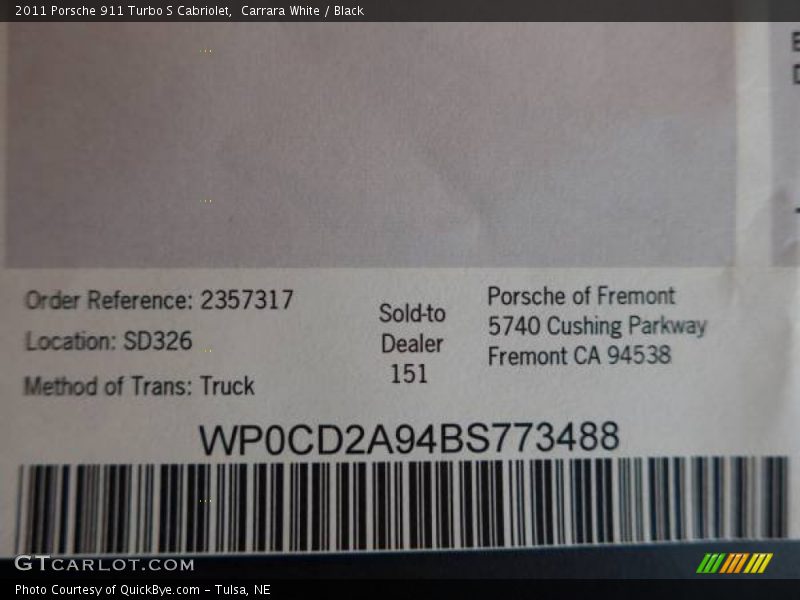 2011 Porsche 911 Turbo S Cabriolet,  Carrara White / Black
Order Reference: 2357317
Location: SD326
Method of Trans: Truck
Sold-to
Dealer
151
Porsche of Fremont
5740 Cushing Parkway
Fremont CA 94538
WP0CD2A94BS773488
GTCARLOT.COM
Photo Courtesy of QuickBye.com – Tulsa, NE